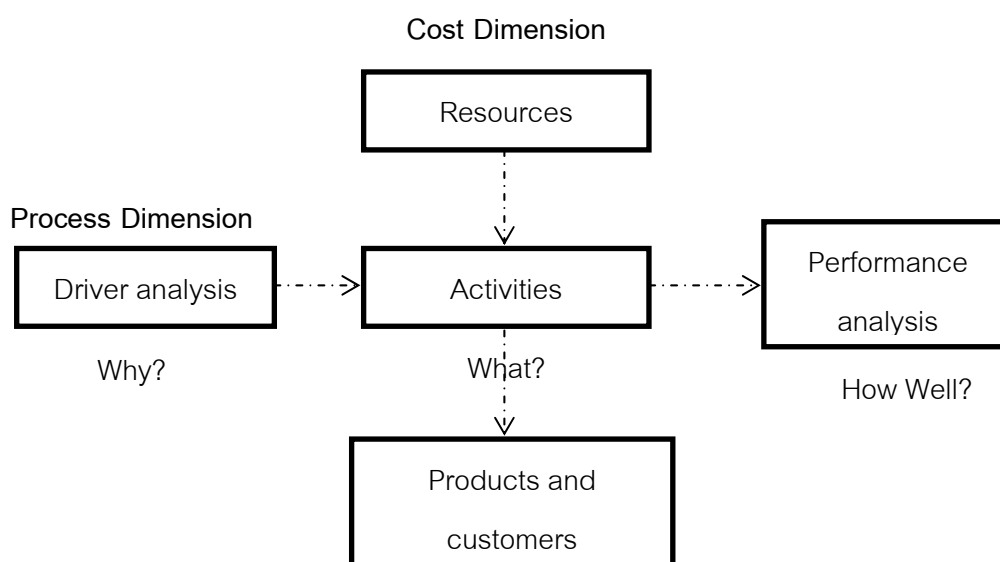 Cost Dimension
Resources
Process Dimension
Driver analysis
Activities
Performance
analysis
Why?
What?
How Well?
Products and
customers